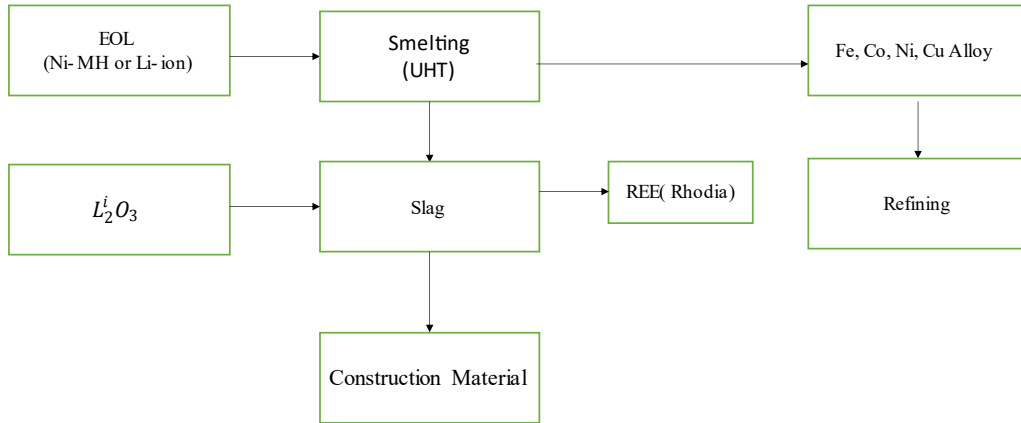 EOL
(Ni- MH or Li- ion)
Smelting
(UHT)
Fe, Co, Ni, Cu Alloy
L₂ⁱO₃
Slag
REE( Rhodia)
Refining
Construction Material